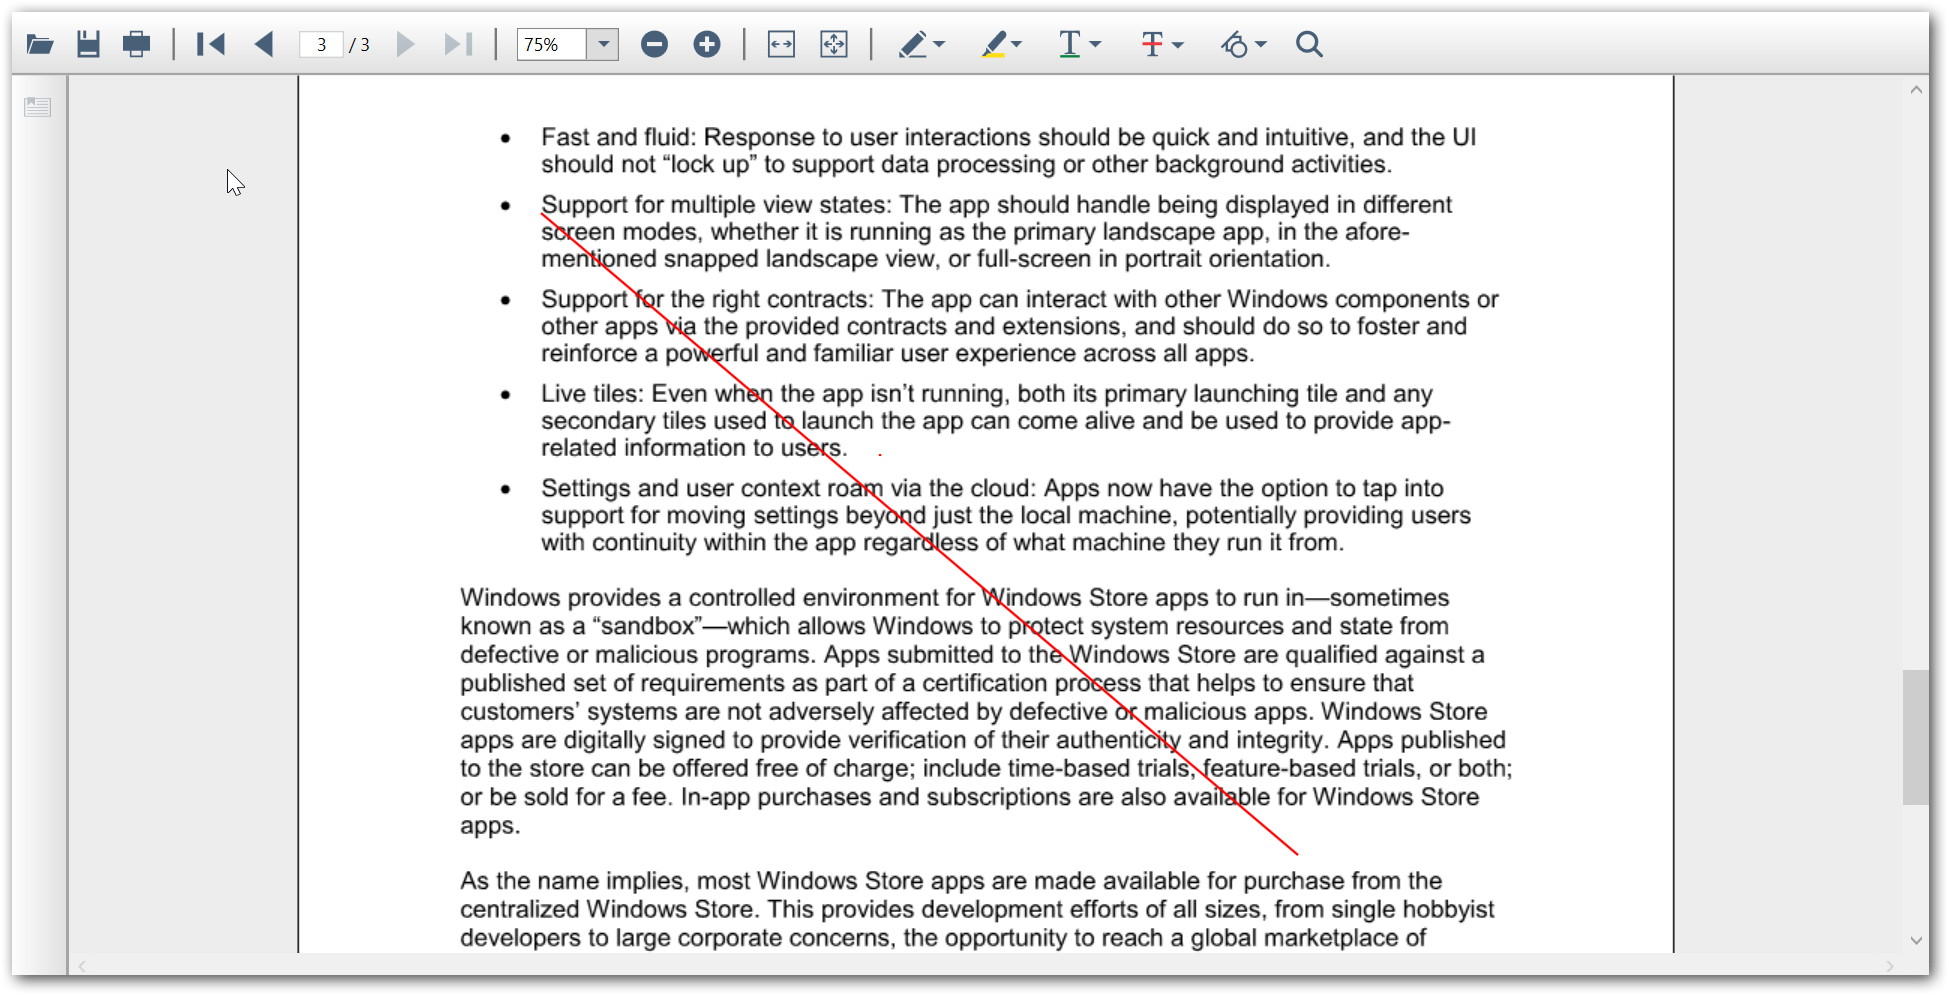 3 / 3 75%
• Fast and fluid: Response to user interactions should be quick and intuitive, and the UI
should not “lock up” to support data processing or other background activities.
• Support for multiple view states: The app should handle being displayed in different
screen modes, whether it is running as the primary landscape app, in the afore-
mentioned snapped landscape view, or full-screen in portrait orientation.
• Support for the right contracts: The app can interact with other Windows components or
other apps via the provided contracts and extensions, and should do so to foster and
reinforce a powerful and familiar user experience across all apps.
• Live tiles: Even when the app isn’t running, both its primary launching tile and any
secondary tiles used to launch the app can come alive and be used to provide app-
related information to users.
• Settings and user context roam via the cloud: Apps now have the option to tap into
support for moving settings beyond just the local machine, potentially providing users
with continuity within the app regardless of what machine they run it from.
Windows provides a controlled environment for Windows Store apps to run in—sometimes
known as a “sandbox”—which allows Windows to protect system resources and state from
defective or malicious programs. Apps submitted to the Windows Store are qualified against a
published set of requirements as part of a certification process that helps to ensure that
customers’ systems are not adversely affected by defective or malicious apps. Windows Store
apps are digitally signed to provide verification of their authenticity and integrity. Apps published
to the store can be offered free of charge; include time-based trials, feature-based trials, or both;
or be sold for a fee. In-app purchases and subscriptions are also available for Windows Store
apps.
As the name implies, most Windows Store apps are made available for purchase from the
centralized Windows Store. This provides development efforts of all sizes, from single hobbyist
developers to large corporate concerns, the opportunity to reach a global marketplace of